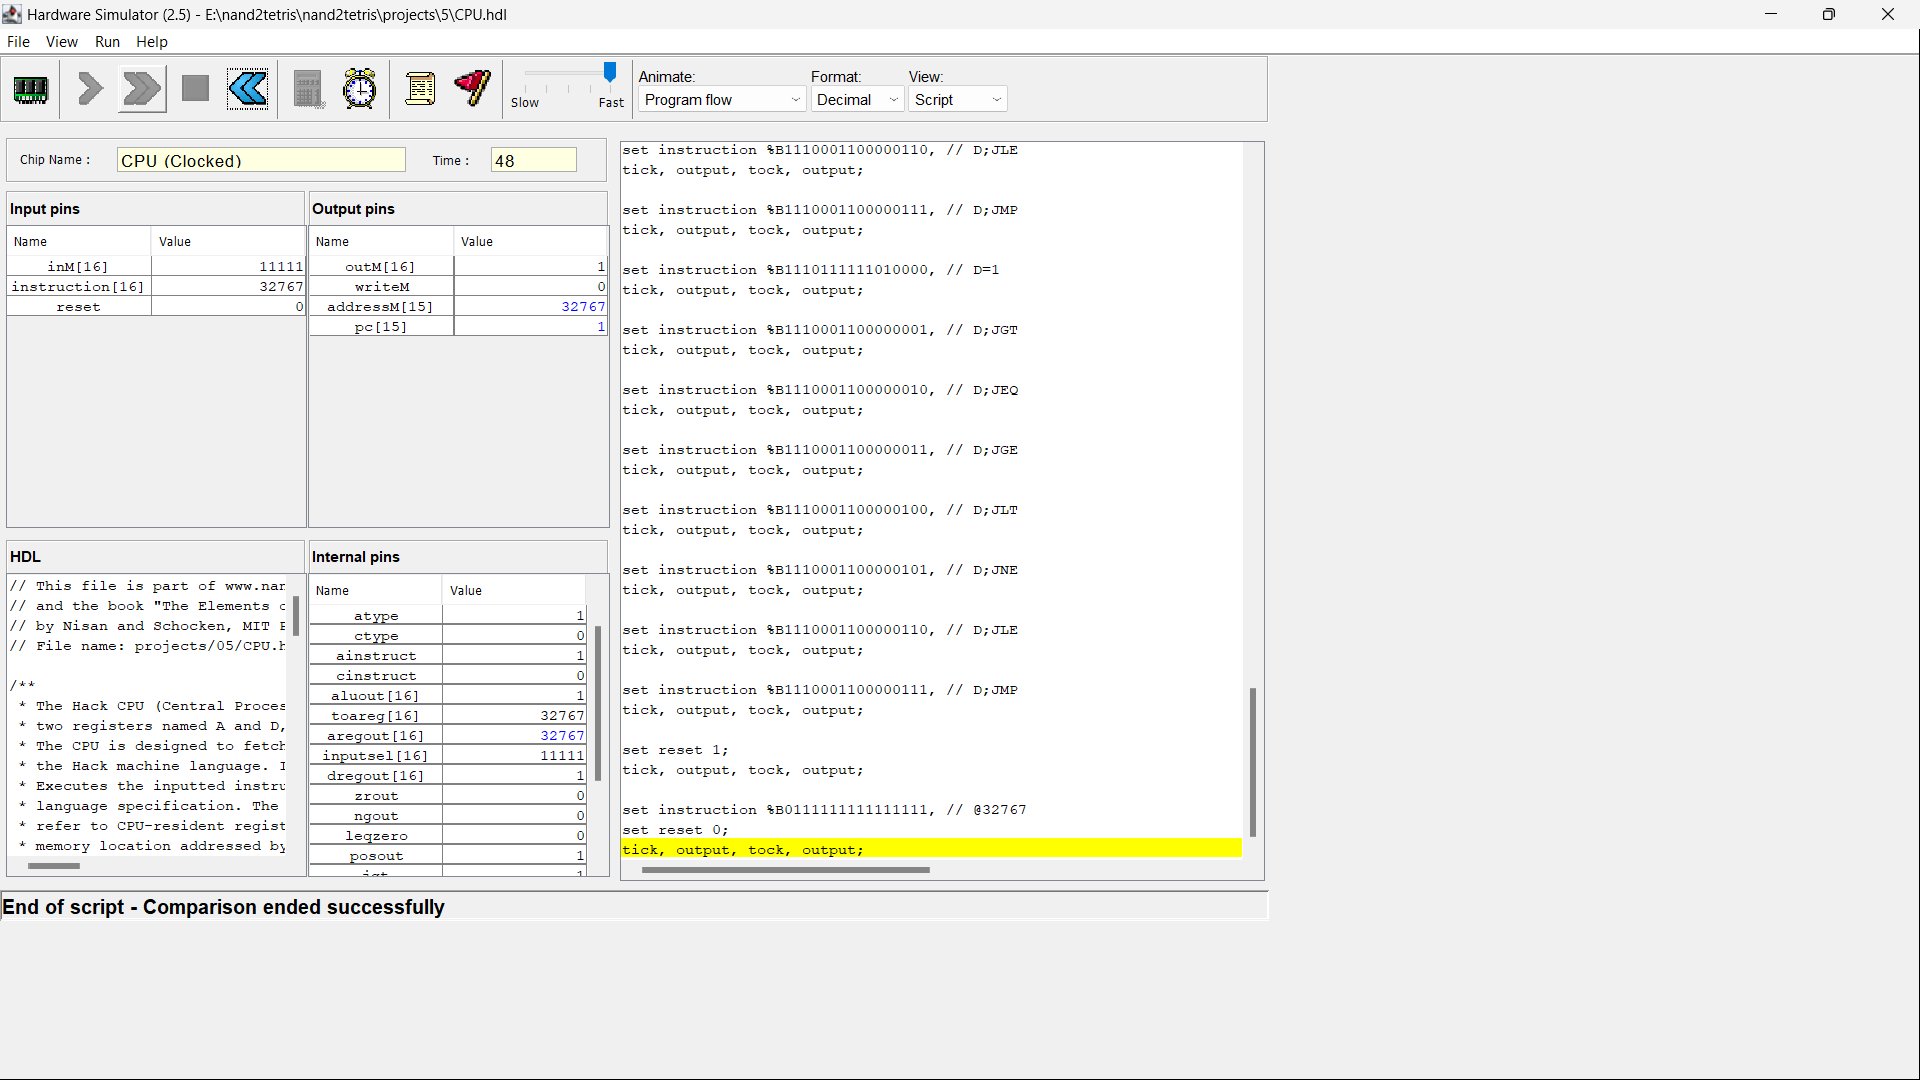 Hardware Simulator (2.5) - E:\nand2tetris\nand2tetris\projects\5\CPU.hdl
File View Run Help
Slow Fast
Animate: Format: View:
Program flow Decimal Script
Chip Name : CPU (Clocked) Time : 48
Input pins
Name Value
inM[16] 11111
instruction[16] 32767
reset 0
Output pins
Name Value
outM[16] 1
writeM 0
addressM[15] 32767
pc[15] 1
HDL
// This file is part of www.nan
// and the book "The Elements o
// by Nisan and Schocken, MIT P
// File name: projects/05/CPU.h
/**
* The Hack CPU (Central Proces
* two registers named A and D,
* The CPU is designed to fetch
* the Hack machine language. I
* Executes the inputted instru
* language specification. The
* refer to CPU-resident regist
* memory location addressed by
Internal pins
Name Value
atype 1
ctype 0
ainstruct 1
cinstruct 0
aluout[16] 1
toareg[16] 32767
aregout[16] 32767
inputsel[16] 11111
dregout[16] 1
zrout 0
ngout 0
leqzero 0
posout 1
jgt 1
set instruction %B1110001100000110, // D;JLE
tick, output, tock, output;
set instruction %B1110001100000111, // D;JMP
tick, output, tock, output;
set instruction %B1110111111010000, // D=1
tick, output, tock, output;
set instruction %B1110001100000001, // D;JGT
tick, output, tock, output;
set instruction %B1110001100000010, // D;JEQ
tick, output, tock, output;
set instruction %B1110001100000011, // D;JGE
tick, output, tock, output;
set instruction %B1110001100000100, // D;JLT
tick, output, tock, output;
set instruction %B1110001100000101, // D;JNE
tick, output, tock, output;
set instruction %B1110001100000110, // D;JLE
tick, output, tock, output;
set instruction %B1110001100000111, // D;JMP
tick, output, tock, output;
set reset 1;
tick, output, tock, output;
set instruction %B0111111111111111, // @32767
set reset 0;
tick, output, tock, output;
End of script - Comparison ended successfully